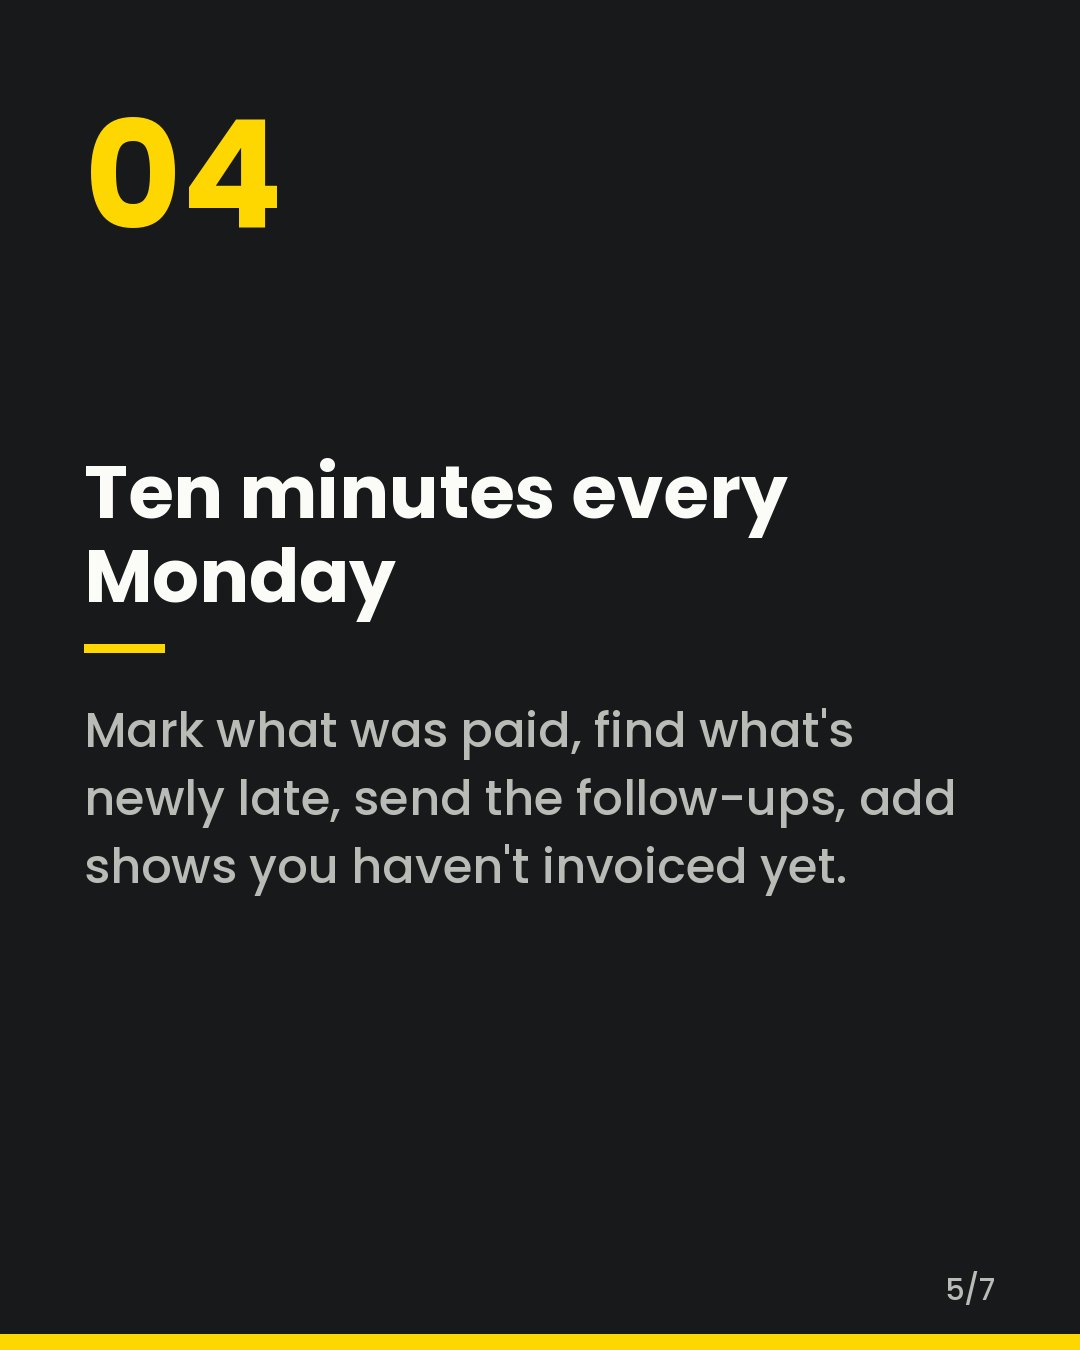 04
Ten minutes every
Monday
Mark what was paid, find what's
newly late, send the follow-ups, add
shows you haven't invoiced yet.
5/7